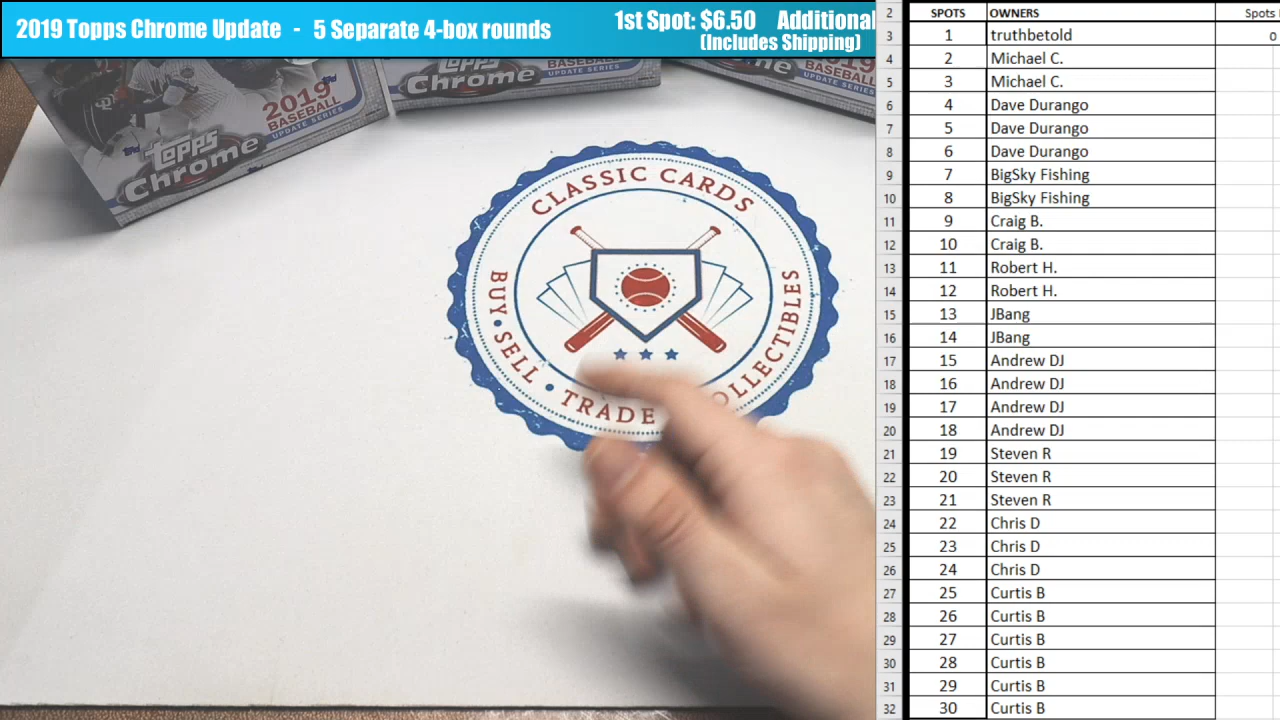 2019 Topps Chrome Update - 5 Separate 4-box rounds
1st Spot: $6.50 Additional
(Includes Shipping)
2019
BASEBALL
UPDATE SERIES
Topps
Chrome
Topps
Chrome
BASEBALL
UPDATE SERIES
Chrome
BASEBALL
UPDATE SERIES
CLASSIC CARDS
BUY • SELL • TRADE
OLLECTIBLES
2 SPOTS OWNERS Spots
3 1 truthbetold 0
4 2 Michael C.
5 3 Michael C.
6 4 Dave Durango
7 5 Dave Durango
8 6 Dave Durango
9 7 BigSky Fishing
10 8 BigSky Fishing
11 9 Craig B.
12 10 Craig B.
13 11 Robert H.
14 12 Robert H.
15 13 JBang
16 14 JBang
17 15 Andrew DJ
18 16 Andrew DJ
19 17 Andrew DJ
20 18 Andrew DJ
21 19 Steven R
22 20 Steven R
23 21 Steven R
24 22 Chris D
25 23 Chris D
26 24 Chris D
27 25 Curtis B
28 26 Curtis B
29 27 Curtis B
30 28 Curtis B
31 29 Curtis B
32 30 Curtis B